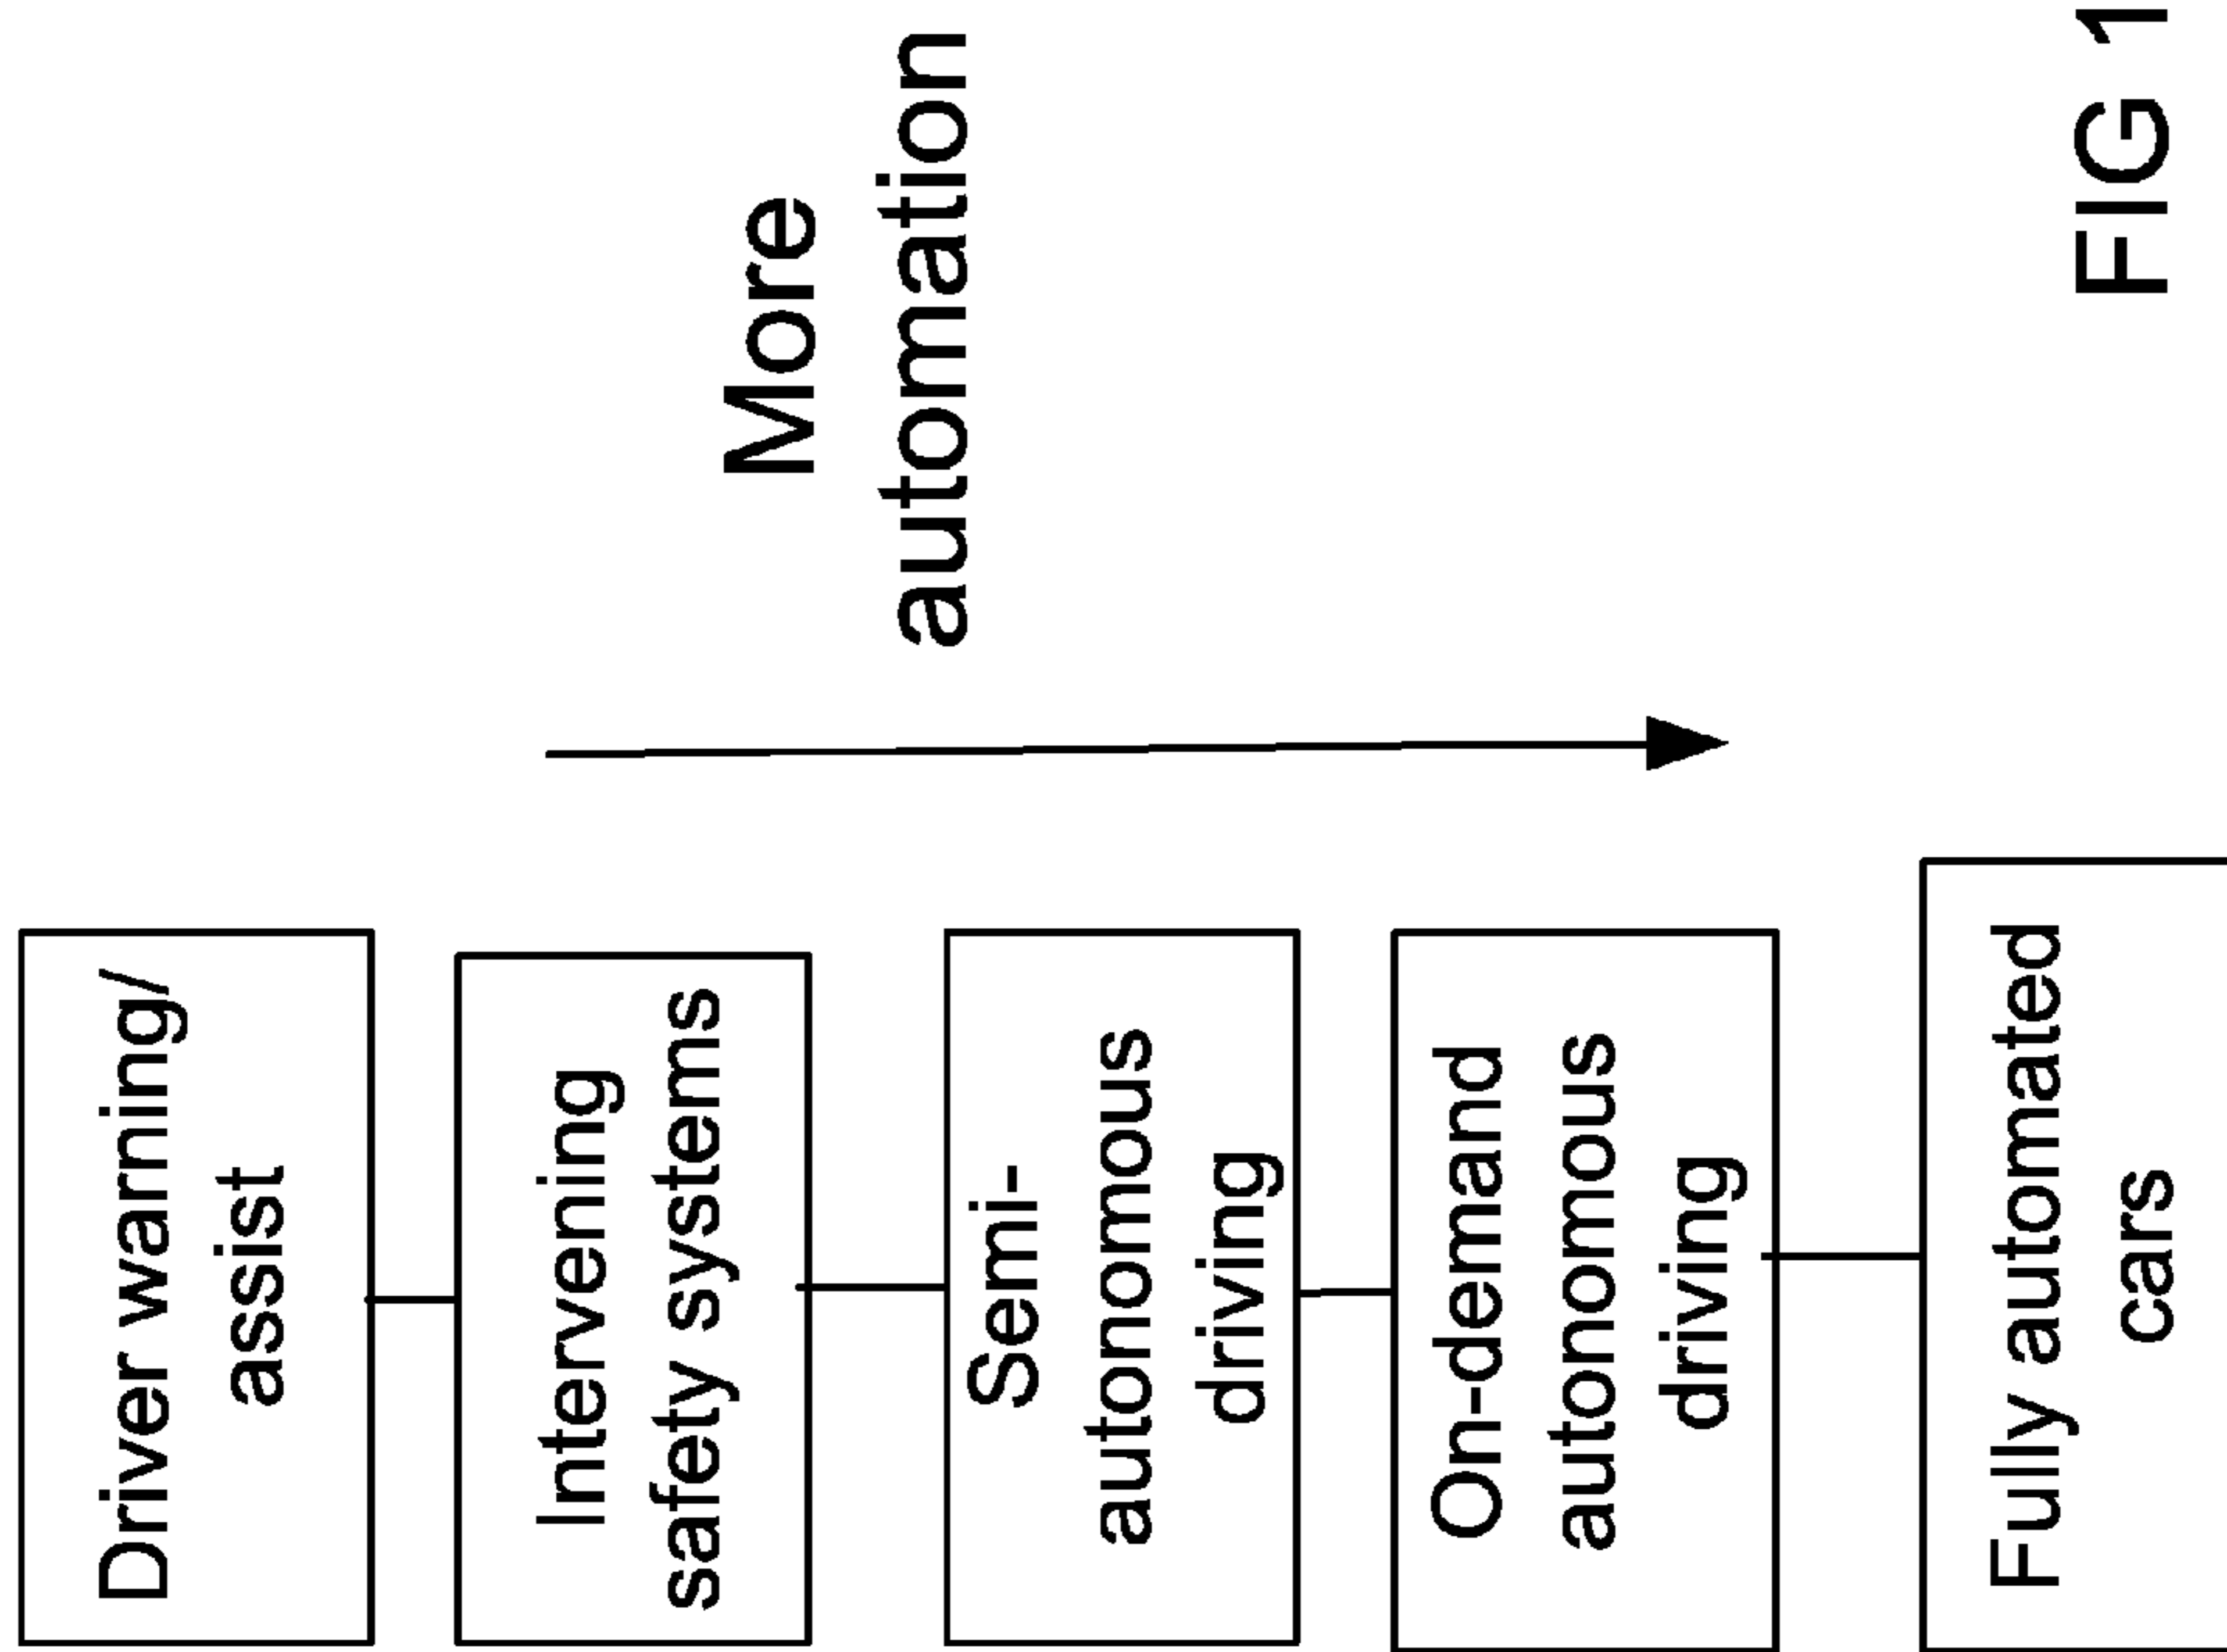 Driver warning/
assist
Intervening
safety systems
Semi-
autonomous
driving
On-demand
autonomous
driving
Fully automated
cars
More
automation
FIG 1